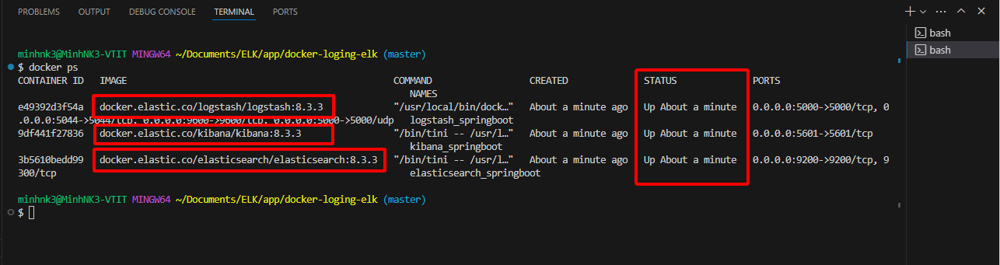 PROBLEMS OUTPUT DEBUG CONSOLE TERMINAL PORTS
bash
bash
minhnk3@MinhNK3-VTIT MINGW64 ~/Documents/ELK/app/docker-loging-elk (master)
$ docker ps
CONTAINER ID IMAGE COMMAND CREATED STATUS PORTS
NAMES
e49392d3f54a docker.elastic.co/logstash/logstash:8.3.3 "/usr/local/bin/dock…" About a minute ago Up About a minute 0.0.0.0:5000->5000/tcp, 0
.0.0.0:5044->5044/tcp, 0.0.0.0:9600->9600/tcp, 0.0.0.0:5000->5000/udp logstash_springboot
9df441f27836 docker.elastic.co/kibana/kibana:8.3.3 "/bin/tini -- /usr/l…" About a minute ago Up About a minute 0.0.0.0:5601->5601/tcp
kibana_springboot
3b5610bedd99 docker.elastic.co/elasticsearch/elasticsearch:8.3.3 "/bin/tini -- /usr/l…" About a minute ago Up About a minute 0.0.0.0:9200->9200/tcp, 9
300/tcp elasticsearch_springboot
minhnk3@MinhNK3-VTIT MINGW64 ~/Documents/ELK/app/docker-loging-elk (master)
$